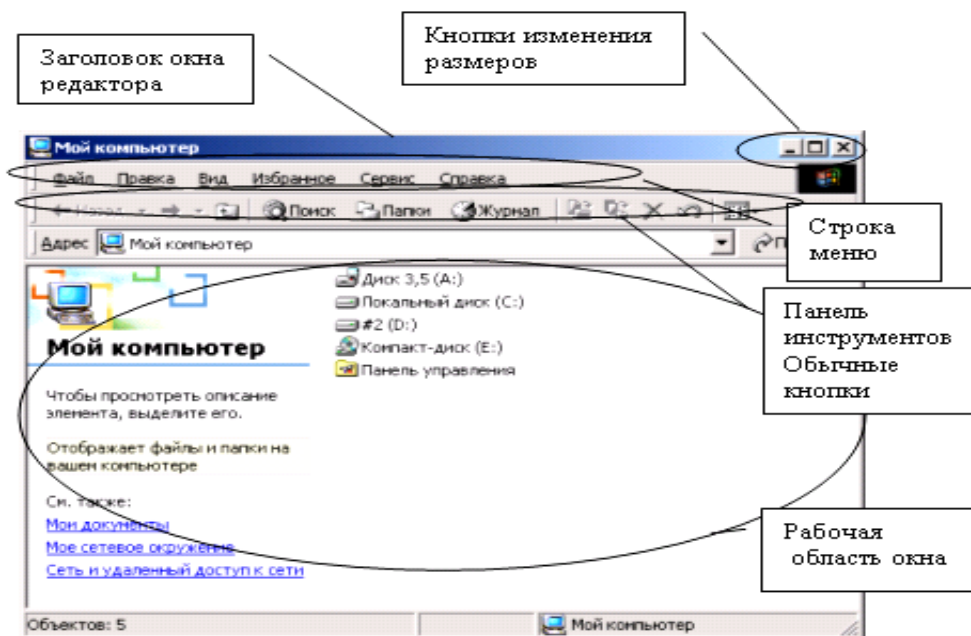 Кнопки изменения
размеров
Заголовок окна
редактора
Мой компьютер
Файл Правка Вид Избранное Сервис Справка
Назад Поиск Папки Журнал
Адрес Мой компьютер
Строка
меню
Диск 3,5 (A:)
Локальный диск (C:)
#2 (D:)
Компакт-диск (E:)
Панель управления
Панель
инструментов
Обычные
кнопки
Мой компьютер
Чтобы просмотреть описание
элемента, выделите его.
Отображает файлы и папки на
вашем компьютере
См. также:
Мои документы
Мое сетевое окружение
Сеть и удаленный доступ к сети
Рабочая
область окна
Объектов: 5 Мой компьютер